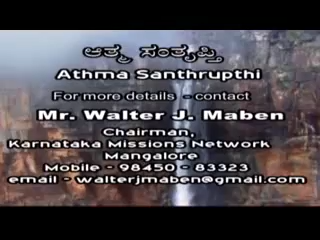 ಆತ್ಮ ಸಂತೃಪ್ತಿ
Athma Santhrupthi
For more details - contact
Mr. Walter J. Maben
Chairman,
Karnataka Missions Network
Mangalore
Mobile - 98450 - 83323
email - walterjmaben@gmail.com